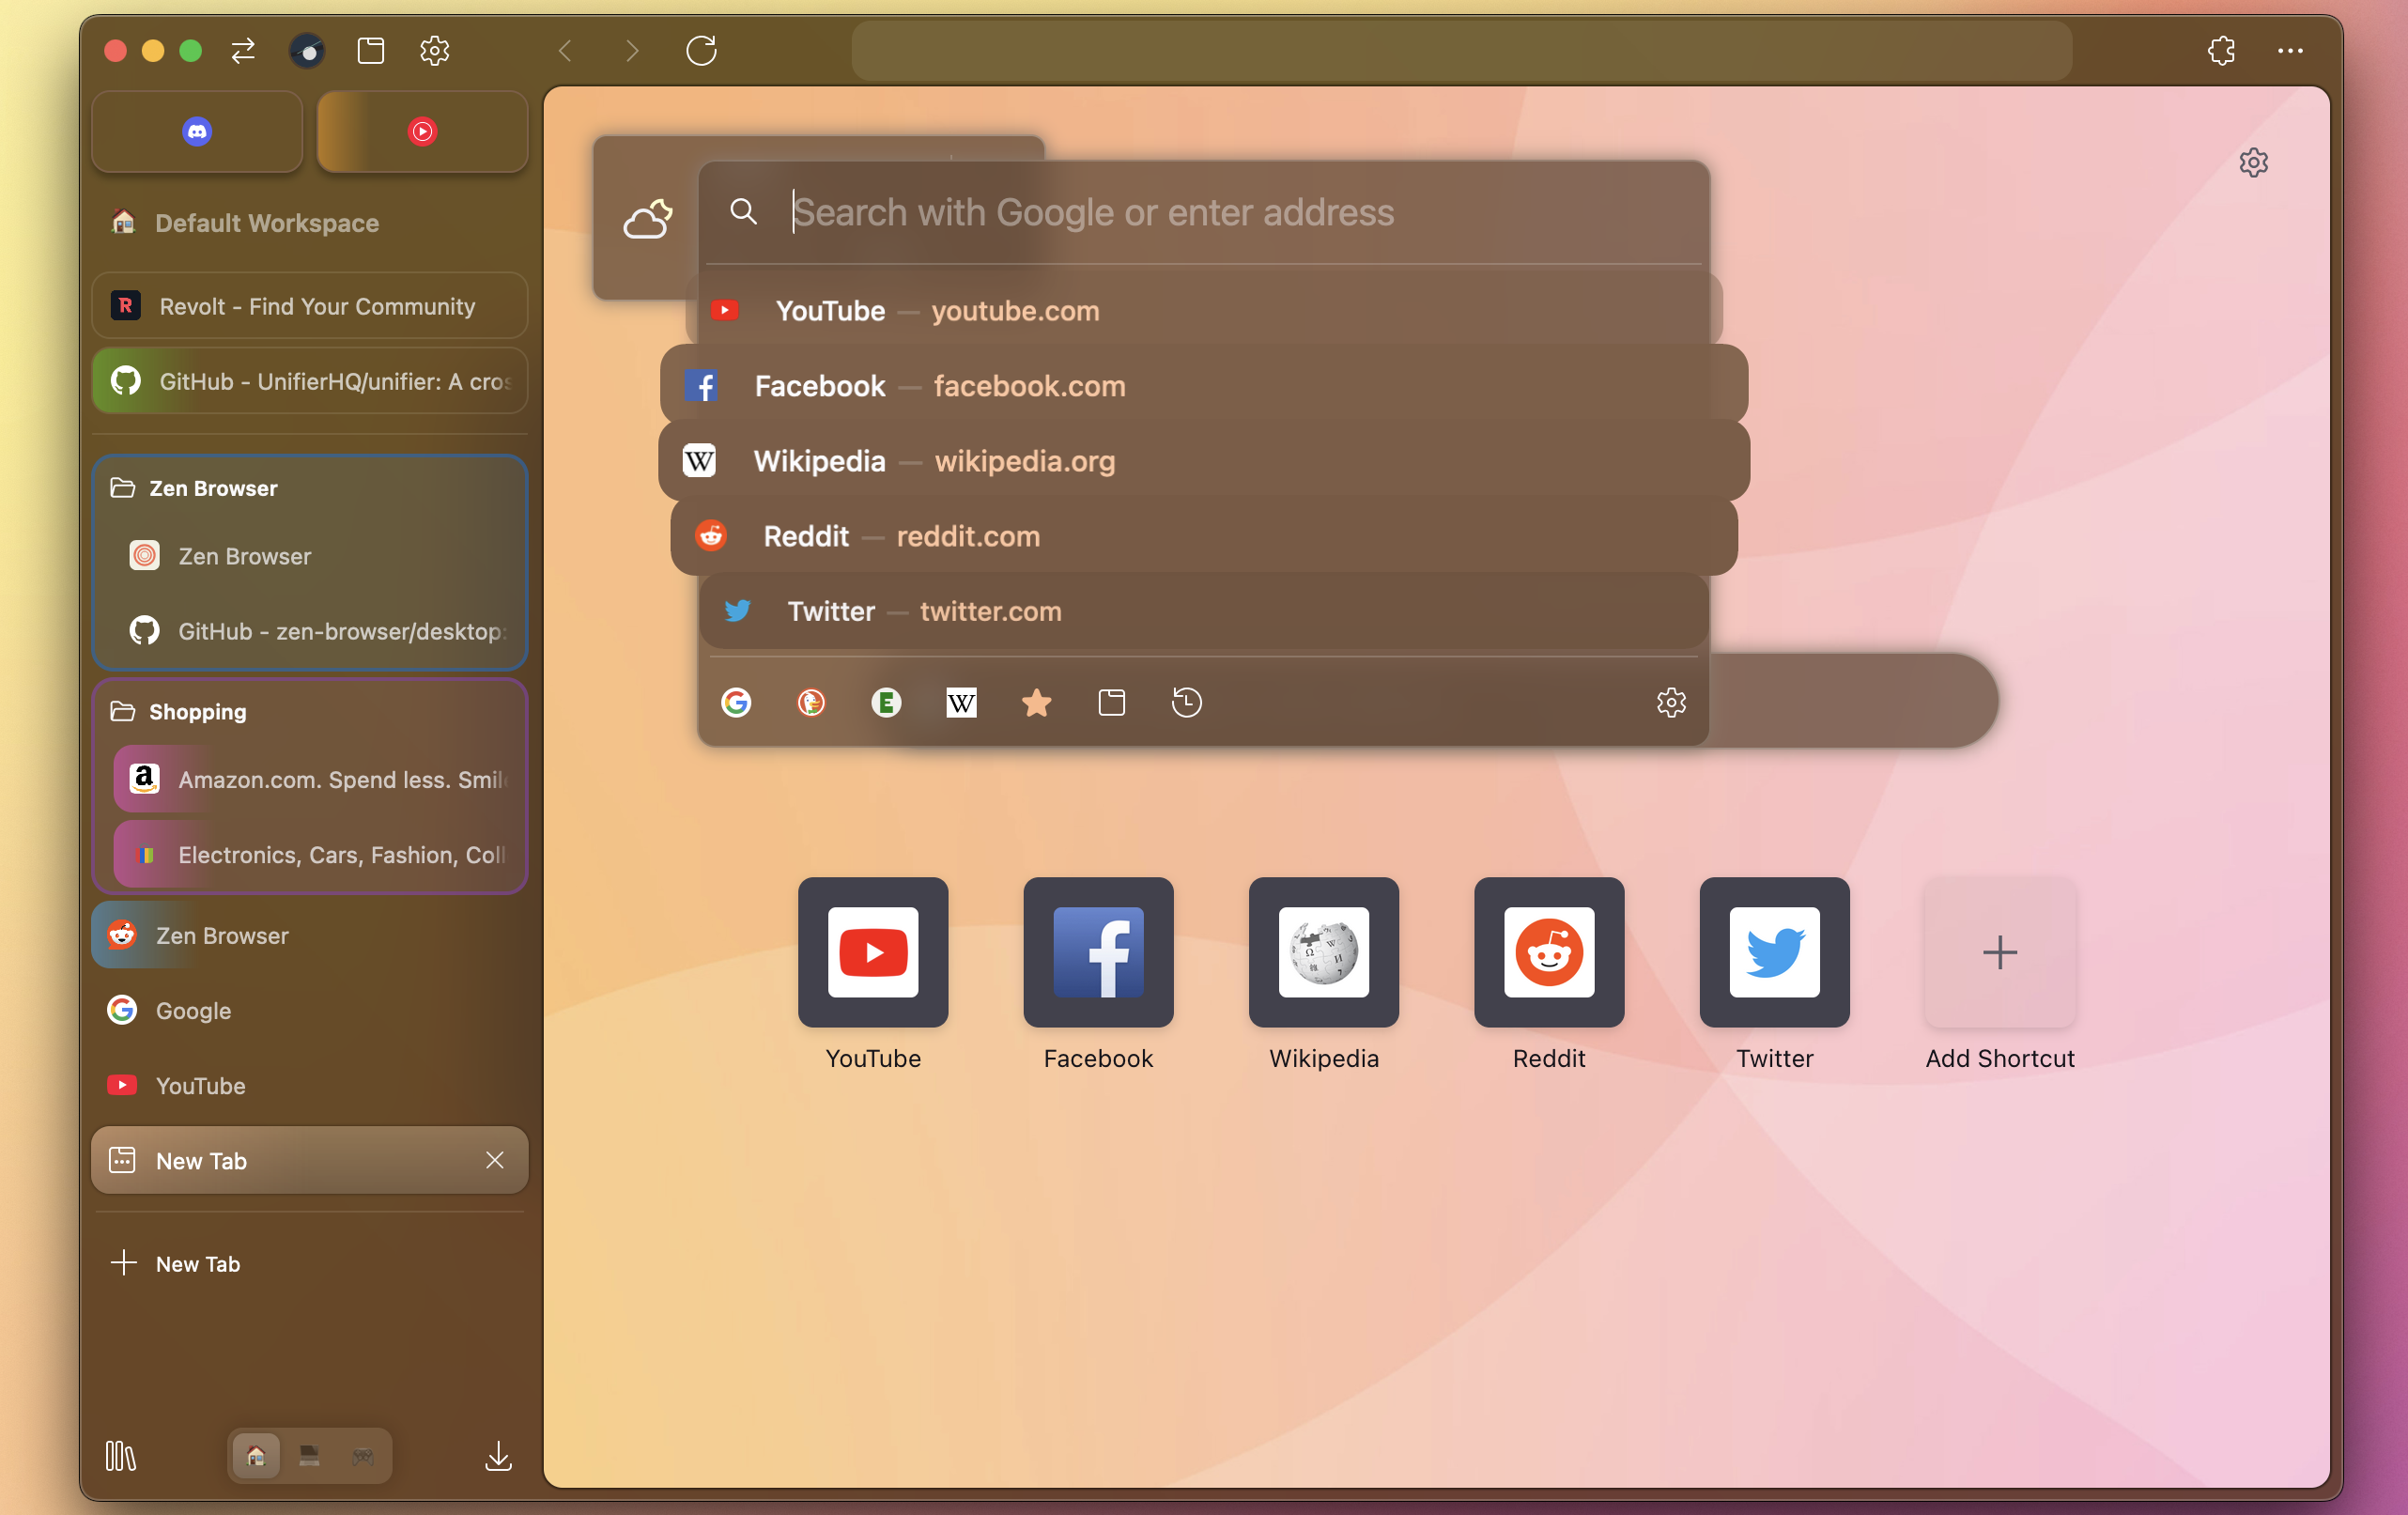 Default Workspace
Revolt - Find Your Community
GitHub - UnifierHQ/unifier: A cros
Zen Browser
Zen Browser
GitHub - zen-browser/desktop:
Shopping
Amazon.com. Spend less. Smile
Electronics, Cars, Fashion, Coll
Zen Browser
Google
YouTube
New Tab
New Tab
Search with Google or enter address
YouTube — youtube.com
Facebook — facebook.com
Wikipedia — wikipedia.org
Reddit — reddit.com
Twitter — twitter.com
YouTube
Facebook
Wikipedia
Reddit
Twitter
Add Shortcut